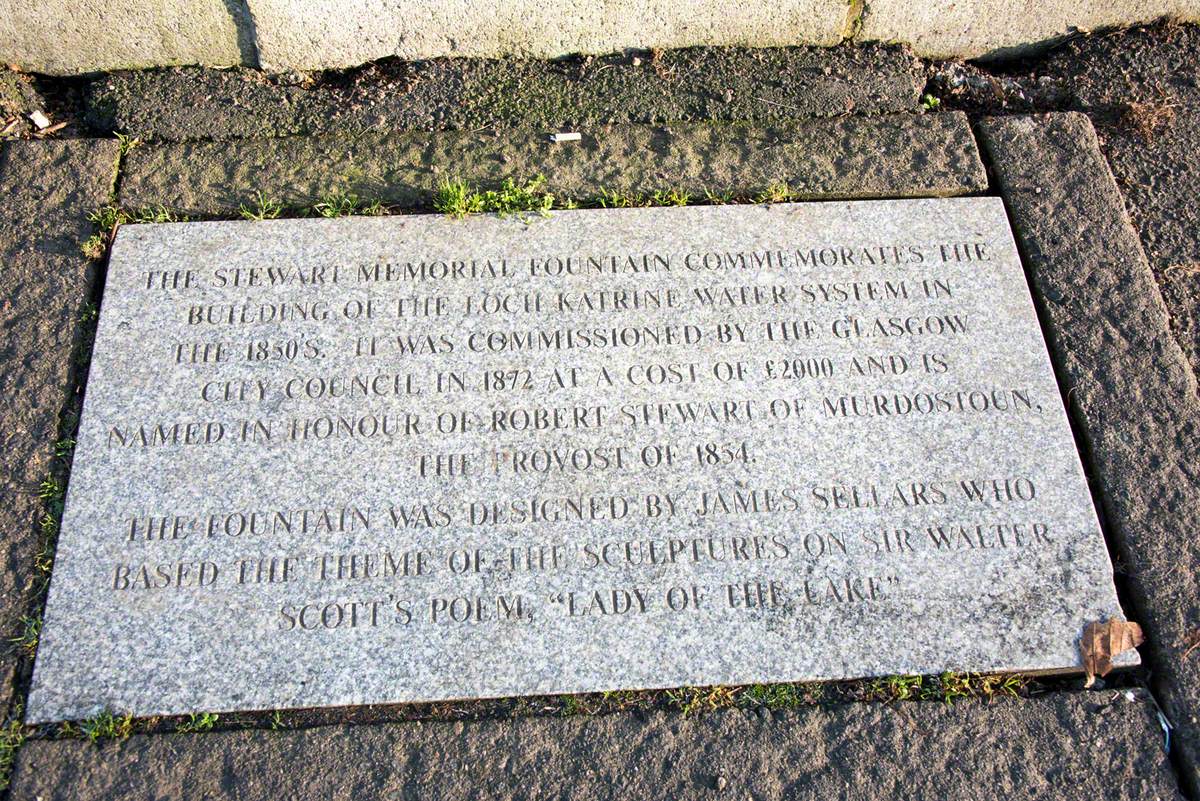 THE STEWART MEMORIAL FOUNTAIN COMMEMORATES THE
BUILDING OF THE LOCH KATRINE WATER SYSTEM IN
THE 1850'S. IT WAS COMMISSIONED BY THE GLASGOW
CITY COUNCIL IN 1872 AT A COST OF £2000 AND IS
NAMED IN HONOUR OF ROBERT STEWART OF MURDOSTOUN,
THE PROVOST OF 1854.
THE FOUNTAIN WAS DESIGNED BY JAMES SELLARS WHO
BASED THE THEME OF THE SCULPTURES ON SIR WALTER
SCOTT'S POEM, “LADY OF THE LAKE”